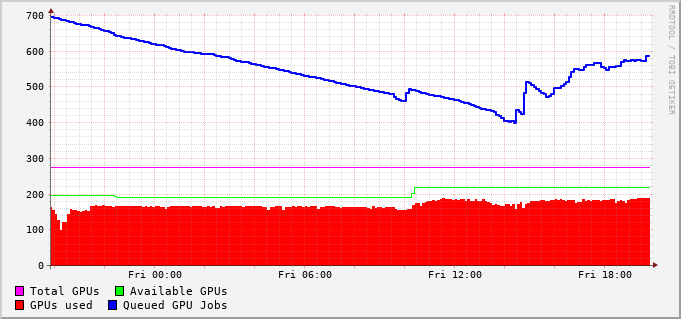 RRDTOOL / TOBI OETIKER
700
600
500
400
300
200
100
0
Fri 00:00 Fri 06:00 Fri 12:00 Fri 18:00
Total GPUs Available GPUs
GPUs used Queued GPU Jobs